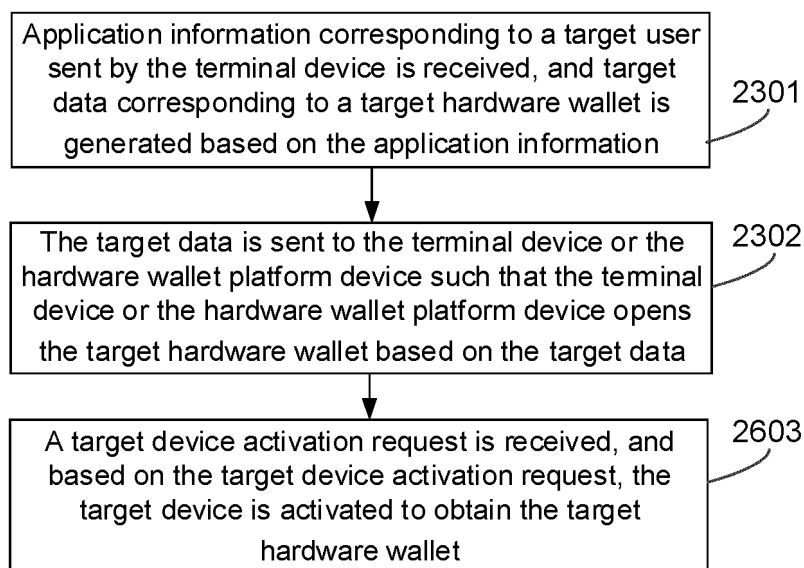 Application information corresponding to a target user
sent by the terminal device is received, and target
data corresponding to a target hardware wallet is
generated based on the application information
2301
The target data is sent to the terminal device or the
hardware wallet platform device such that the terminal
device or the hardware wallet platform device opens
the target hardware wallet based on the target data
2302
A target device activation request is received, and
based on the target device activation request, the
target device is activated to obtain the target
hardware wallet
2603